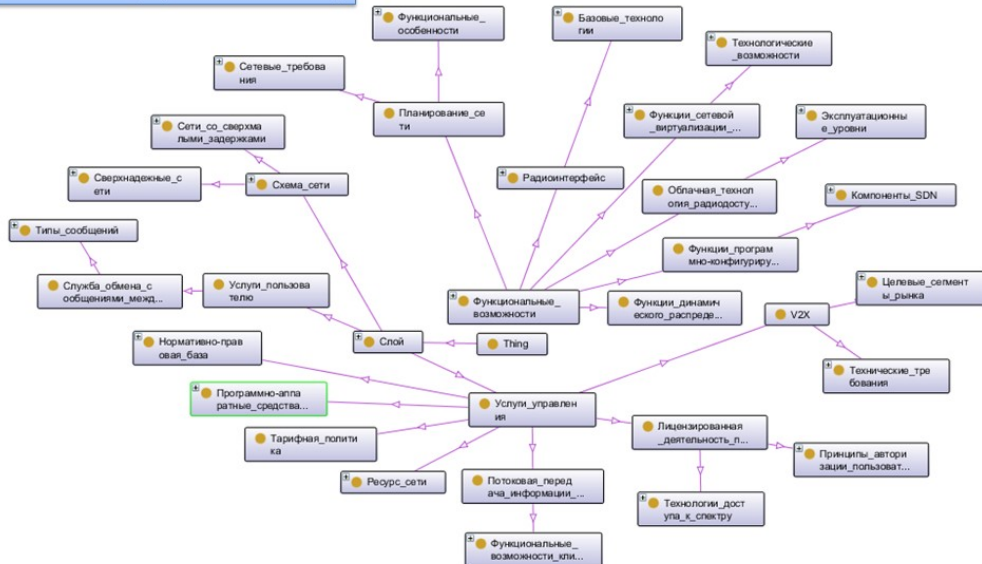 Функциональные_
особенности
Базовые_техноло
гии
Технологические
_возможности
Сетевые_требова
ния
Планирование_се
ти
Функции_сетевой
_виртуализации_...
Эксплуатационны
е_уровни
Сети_со_сверхма
лыми_задержками
Сверхнадежные_с
ети
Схема_сети
Радиоинтерфейс
Облачная_технол
огия_радиодосту...
Компоненты_SDN
Типы_сообщений
Функции_програм
мно-конфигуриру...
Служба_обмена_с
ообщениями_межд...
Услуги_пользова
телю
Функциональные_
возможности
Функции_динамич
еского_распреде...
Целевые_сегмент
ы_рынка
V2X
Нормативно-прав
овая_база
Слой
Thing
Технические_тре
бования
Программно-аппа
ратные_средства...
Услуги_управлен
ия
Тарифная_полити
ка
Лицензированная
_деятельность_п...
Принципы_автори
зации_пользоват...
Ресурс_сети
Потоковая_перед
ача_информации_...
Технологии_дост
упа_к_спектру
Функциональные_
возможности_кли...